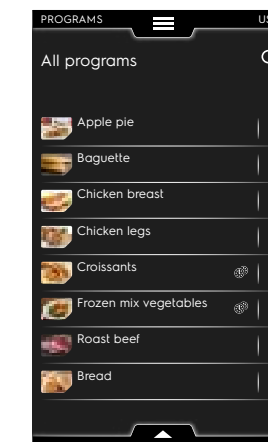 PROGRAMS US
All programs
Apple pie
Baguette
Chicken breast
Chicken legs
Croissants
Frozen mix vegetables
Roast beef
Bread